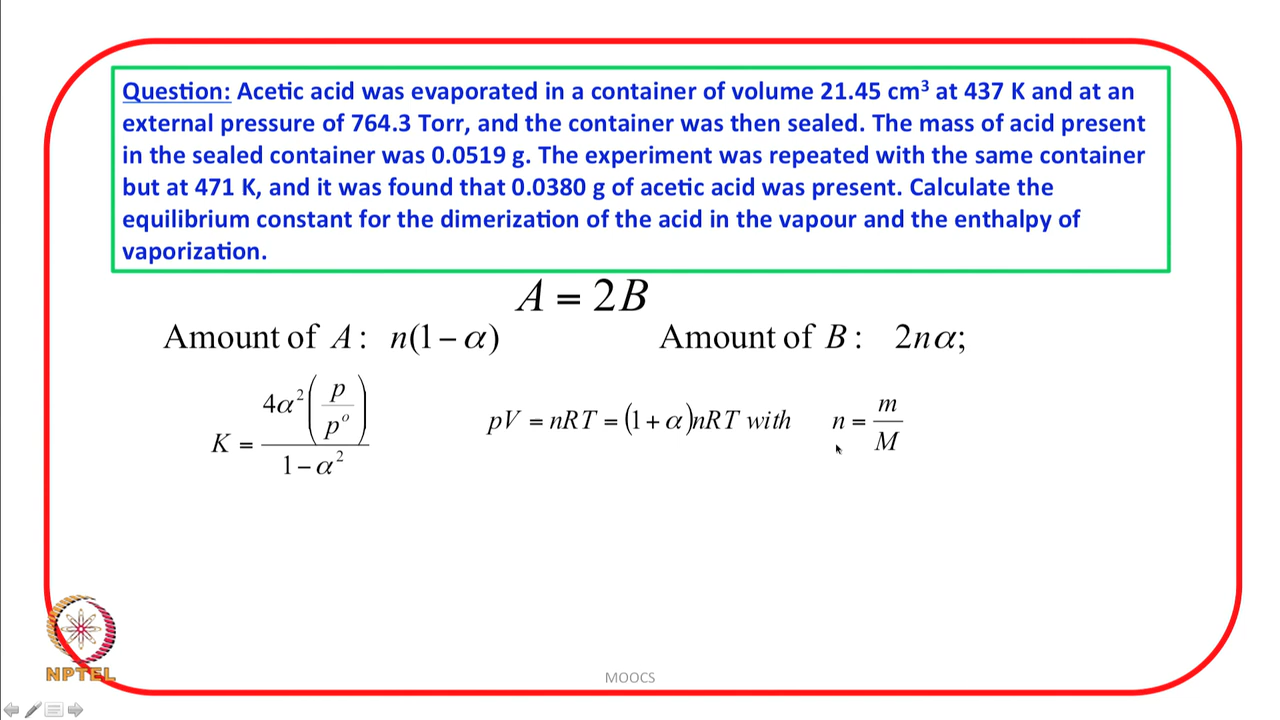 Question: Acetic acid was evaporated in a container of volume 21.45 cm³ at 437 K and at an
external pressure of 764.3 Torr, and the container was then sealed. The mass of acid present
in the sealed container was 0.0519 g. The experiment was repeated with the same container
but at 471 K, and it was found that 0.0380 g of acetic acid was present. Calculate the
equilibrium constant for the dimerization of the acid in the vapour and the enthalpy of
vaporization.
A = 2B
Amount of A : n(1 − α) Amount of B : 2nα;
K = 4α²(p/p°) / (1 − α²) pV = nRT = (1 + α)nRT with n = m/M
NPTEL
MOOCS